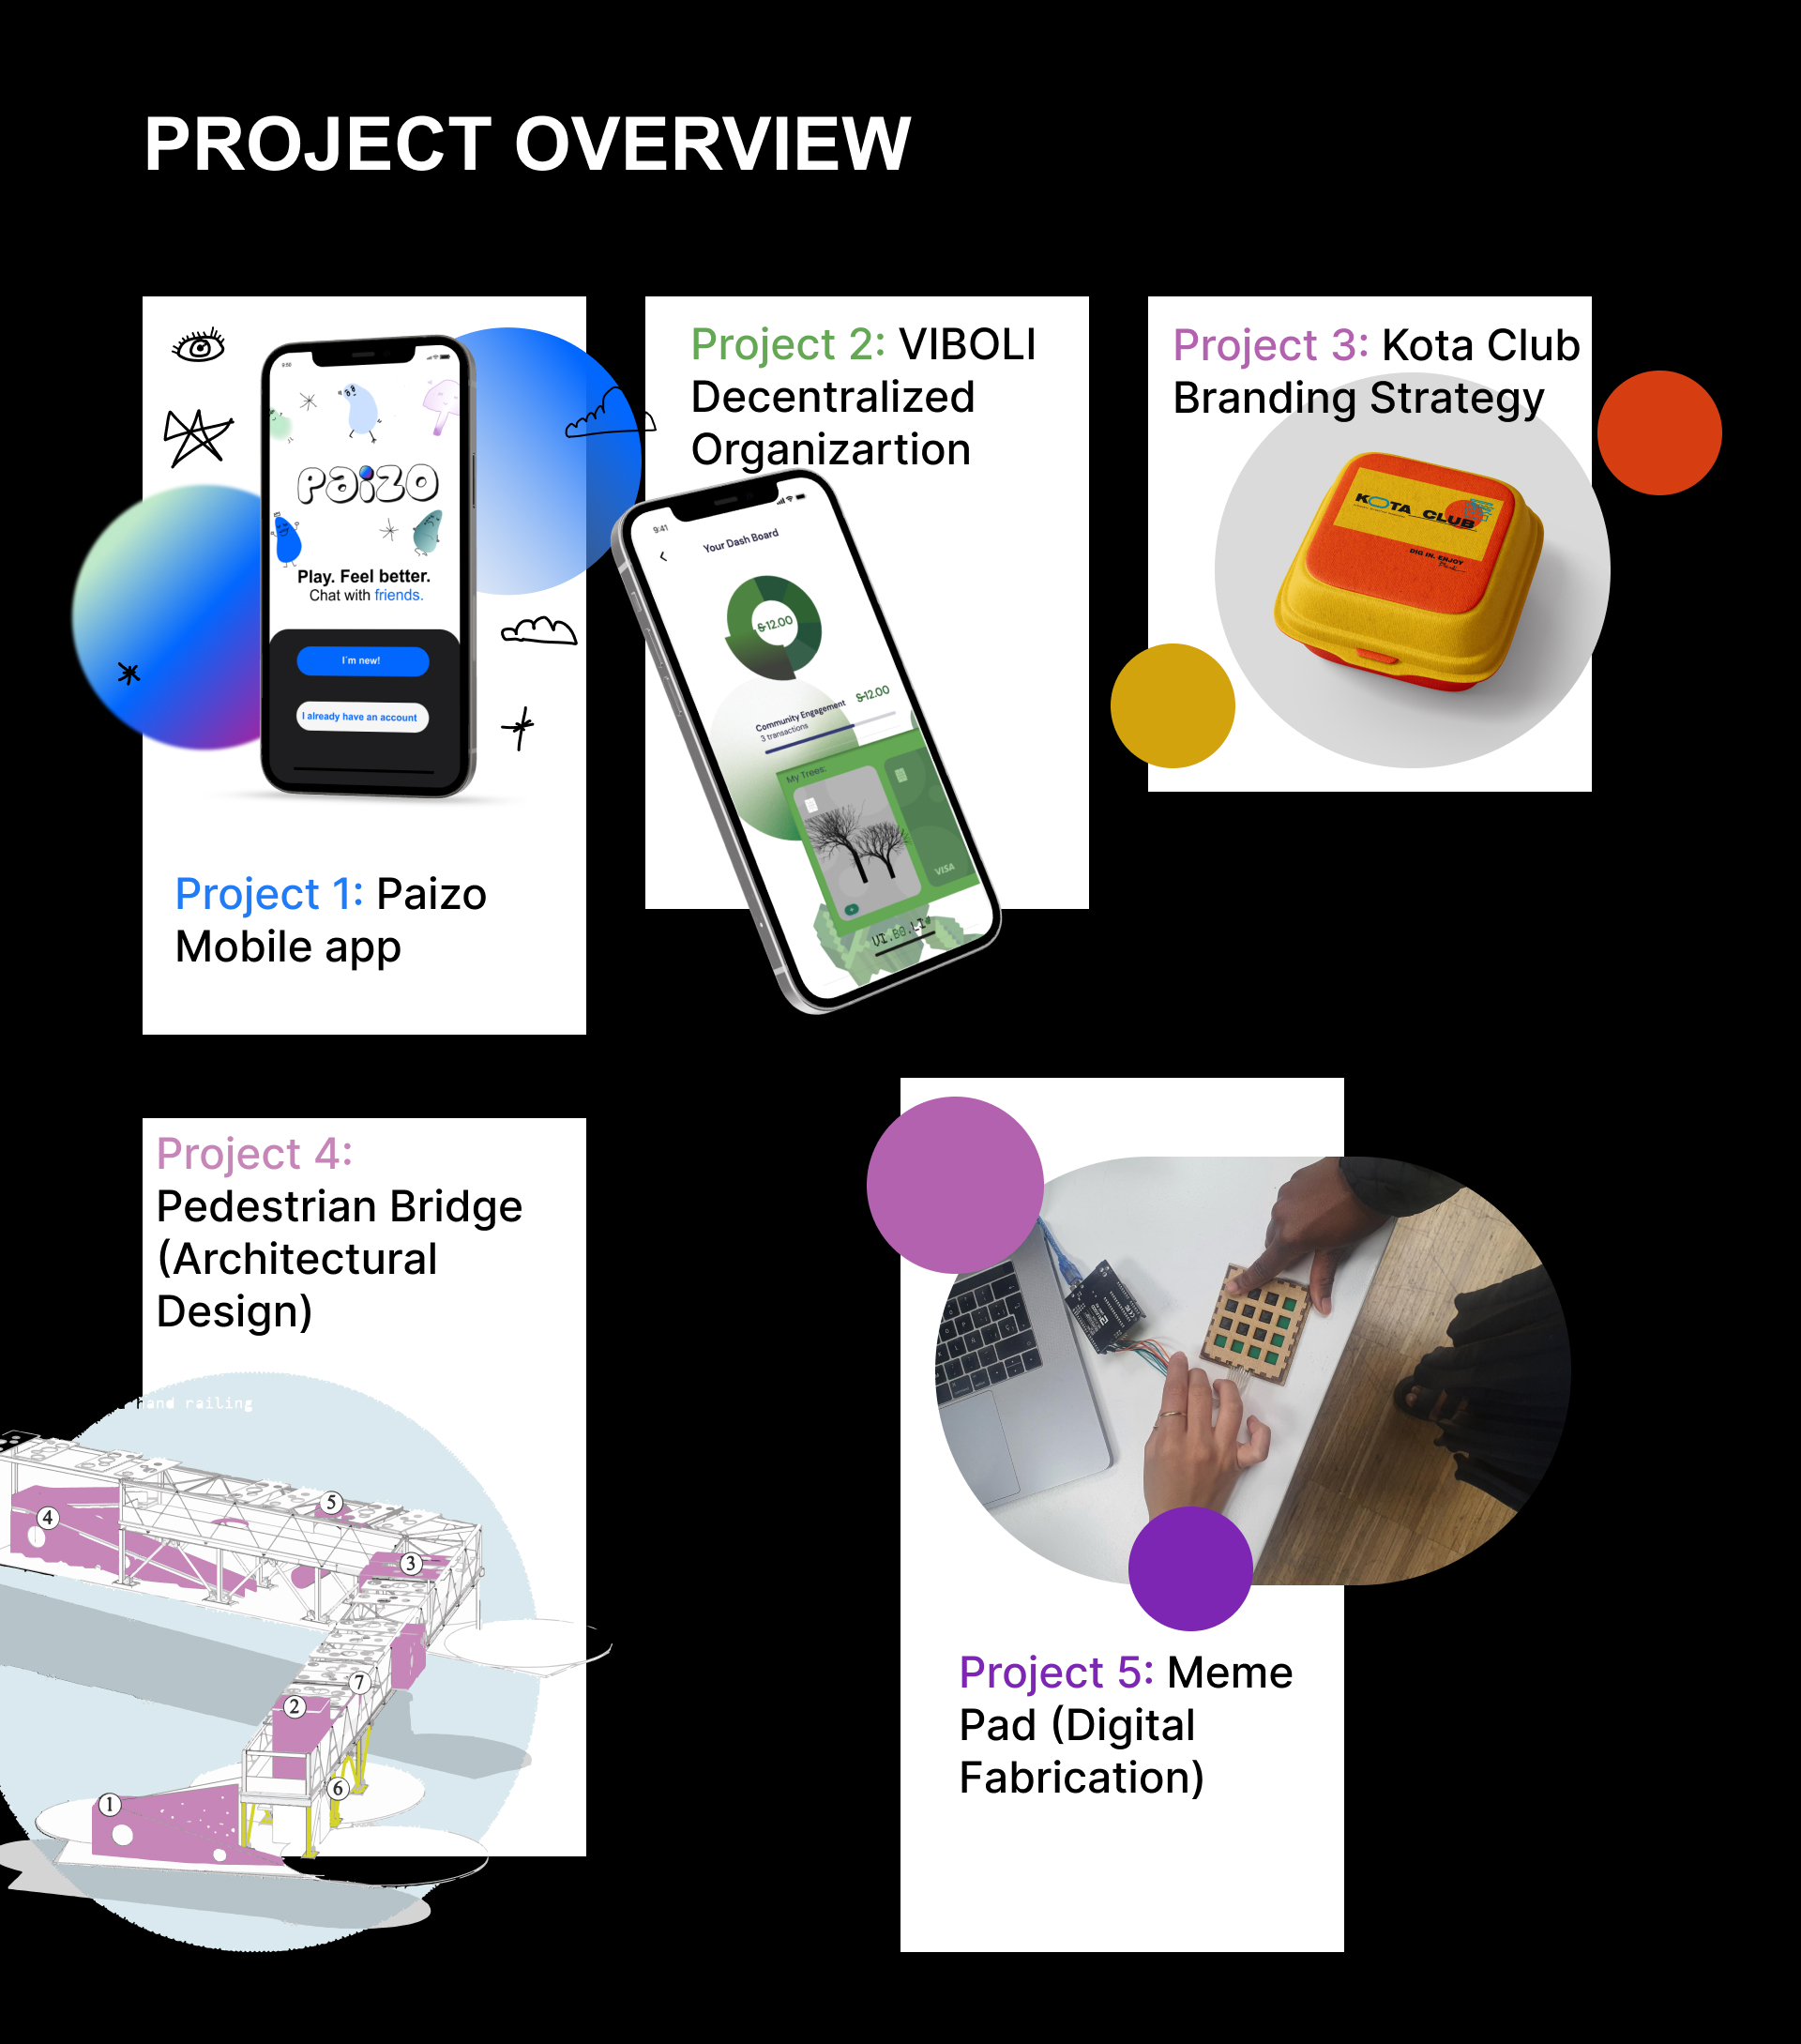 PROJECT OVERVIEW
9:50
paizo
Play. Feel better.
Chat with friends.
I´m new!
I already have an account
Project 1: Paizo
Mobile app
Project 2: VIBOLI
Decentralized
Organizartion
9:41
Your Dash Board
$12.00
Community Engagement
$12.00
3 transactions
My Trees:
VISA
VI.BO.LI
Project 3: Kota Club
Branding Strategy
KOTA CLUB
DIG IN. ENJOY
Project 4:
Pedestrian Bridge
(Architectural
Design)
hand railing
5
4
3
7
2
6
1
Project 5: Meme
Pad (Digital
Fabrication)